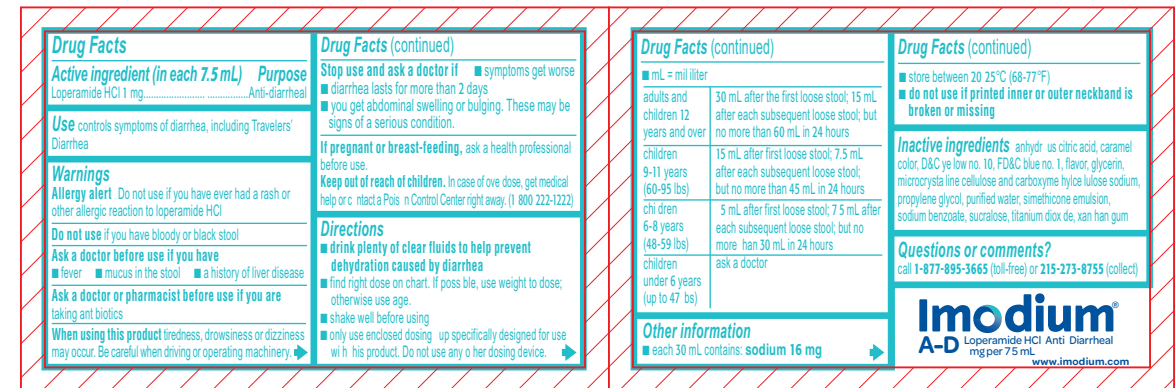 Drug Facts
Active ingredient (in each 7.5 mL) Purpose
Loperamide HCl 1 mg.......................... ..................Anti-diarrheal
Use controls symptoms of diarrhea, including Travelers'
Diarrhea
Warnings
Allergy alert Do not use if you have ever had a rash or
other allergic reaction to loperamide HCl
Do not use if you have bloody or black stool
Ask a doctor before use if you have
■ fever ■ mucus in the stool ■ a history of liver disease
Ask a doctor or pharmacist before use if you are
taking ant biotics
When using this product tiredness, drowsiness or dizziness
may occur. Be careful when driving or operating machinery.
Drug Facts (continued)
Stop use and ask a doctor if ■ symptoms get worse
■ diarrhea lasts for more than 2 days
■ you get abdominal swelling or bulging. These may be
signs of a serious condition.
If pregnant or breast-feeding, ask a health professional
before use.
Keep out of reach of children. In case of ove dose, get medical
help or c ntact a Pois n Control Center right away. (1 800 222-1222)
Directions
■ drink plenty of clear fluids to help prevent
dehydration caused by diarrhea
■ find right dose on chart. If poss ble, use weight to dose;
otherwise use age.
■ shake well before using
■ only use enclosed dosing up specifically designed for use
wi h his product. Do not use any o her dosing device.
Drug Facts (continued)
■ mL = mil iliter
adults and
children 12
years and over
30 mL after the first loose stool; 15 mL
after each subsequent loose stool; but
no more than 60 mL in 24 hours
children
9-11 years
(60-95 lbs)
15 mL after first loose stool; 7.5 mL
after each subsequent loose stool;
but no more than 45 mL in 24 hours
chi dren
6-8 years
(48-59 lbs)
5 mL after first loose stool; 7 5 mL after
each subsequent loose stool; but no
more han 30 mL in 24 hours
children
under 6 years
(up to 47 bs)
ask a doctor
Other information
■ each 30 mL contains: sodium 16 mg
Drug Facts (continued)
■ store between 20 25°C (68-77°F)
■ do not use if printed inner or outer neckband is
broken or missing
Inactive ingredients anhydr us citric acid, caramel
color, D&C ye low no. 10, FD&C blue no. 1, flavor, glycerin,
microcrysta line cellulose and carboxyme hylce lulose sodium,
propylene glycol, purified water, simethicone emulsion,
sodium benzoate, sucralose, titanium diox de, xan han gum
Questions or comments?
call 1-877-895-3665 (toll-free) or 215-273-8755 (collect)
Imodium®
A-D Loperamide HCl Anti Diarrheal
mg per 7 5 mL
www.imodium.com